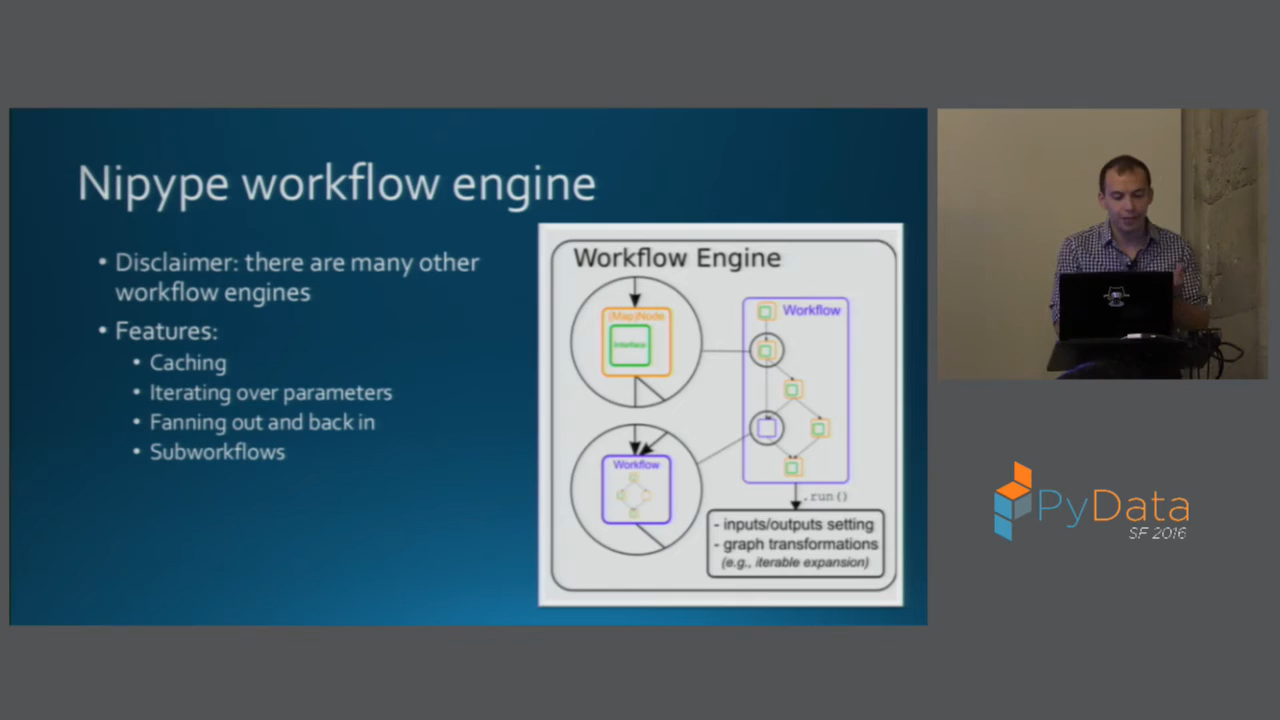 Nipype workflow engine
• Disclaimer: there are many other
workflow engines
• Features:
• Caching
• Iterating over parameters
• Fanning out and back in
• Subworkflows
Workflow Engine
(Map)Node
Interface
Workflow
Workflow
.run()
- inputs/outputs setting
- graph transformations
(e.g., iterable expansion)
PyData
SF 2016